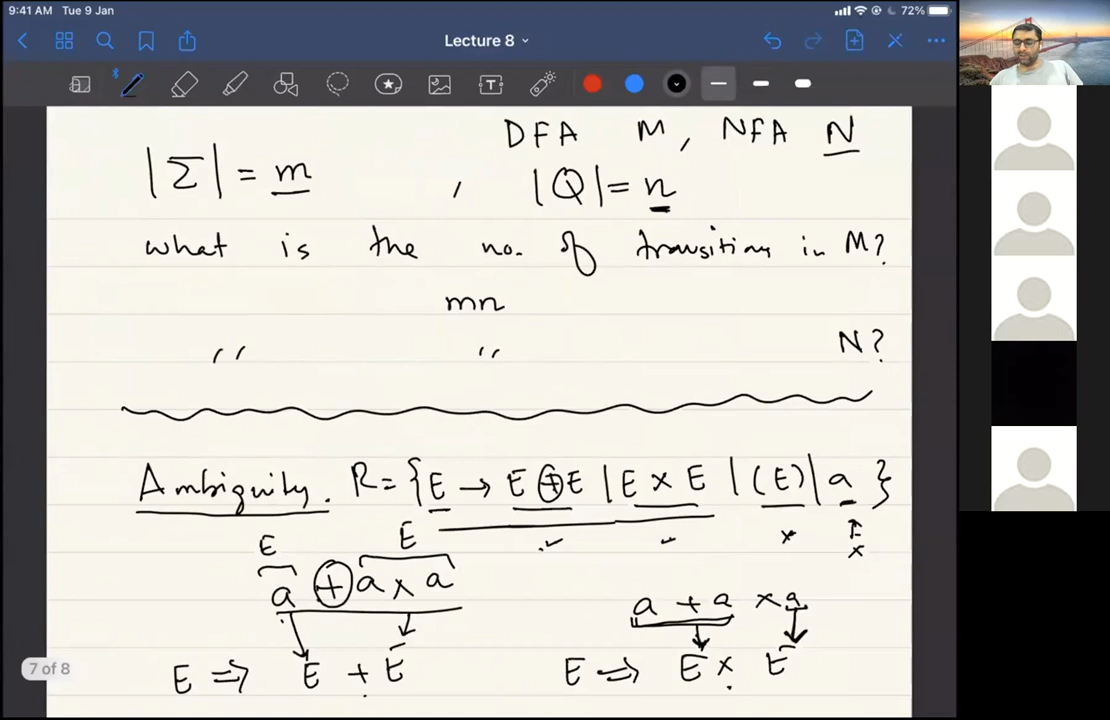 9:41 AM Tue 9 Jan 72%
Lecture 8
DFA M, NFA N
|Σ| = m , |Q| = n
what is the no. of transitions in M?
mn
〃 〃 N?
Ambiguity. R = {E → E + E | E × E | (E) | a}
E E E
✓ ✓ × ×
a + a × a a + a × a
E ⇒ E + E E ⇒ E × E
7 of 8